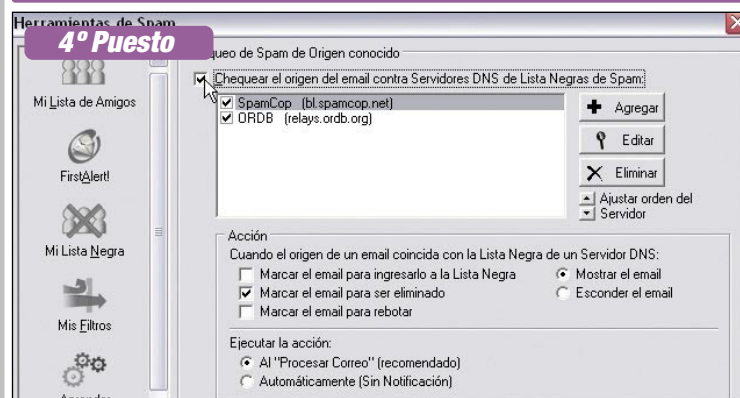 Herramientas de Spam
4º Puesto
queo de Spam de Origen conocido
Chequear el origen del email contra Servidores DNS de Lista Negras de Spam:
SpamCop (bl.spamcop.net)
ORDB (relays.ordb.org)
Agregar
Editar
Eliminar
Ajustar orden del
Servidor
Mi Lista de Amigos
FirstAlert!
Mi Lista Negra
Mis Filtros
Acción
Cuando el origen de un email coincida con la Lista Negra de un Servidor DNS:
Marcar el email para ingresarlo a la Lista Negra
Mostrar el email
Marcar el email para ser eliminado
Esconder el email
Marcar el email para rebotar
Ejecutar la acción:
Al "Procesar Correo" (recomendado)
Automáticamente (Sin Notificación)